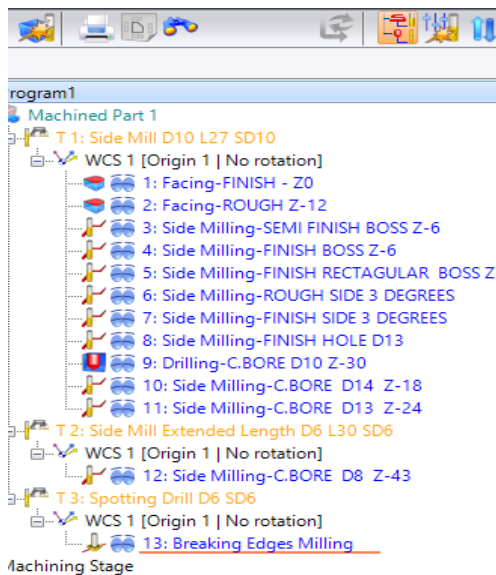 rogram1
Machined Part 1
T 1: Side Mill D10 L27 SD10
WCS 1 [Origin 1 | No rotation]
1: Facing-FINISH - Z0
2: Facing-ROUGH Z-12
3: Side Milling-SEMI FINISH BOSS Z-6
4: Side Milling-FINISH BOSS Z-6
5: Side Milling-FINISH RECTAGULAR BOSS Z
6: Side Milling-ROUGH SIDE 3 DEGREES
7: Side Milling-FINISH SIDE 3 DEGREES
8: Side Milling-FINISH HOLE D13
9: Drilling-C.BORE D10 Z-30
10: Side Milling-C.BORE D14 Z-18
11: Side Milling-C.BORE D13 Z-24
T 2: Side Mill Extended Length D6 L30 SD6
WCS 1 [Origin 1 | No rotation]
12: Side Milling-C.BORE D8 Z-43
T 3: Spotting Drill D6 SD6
WCS 1 [Origin 1 | No rotation]
13: Breaking Edges Milling
Machining Stage